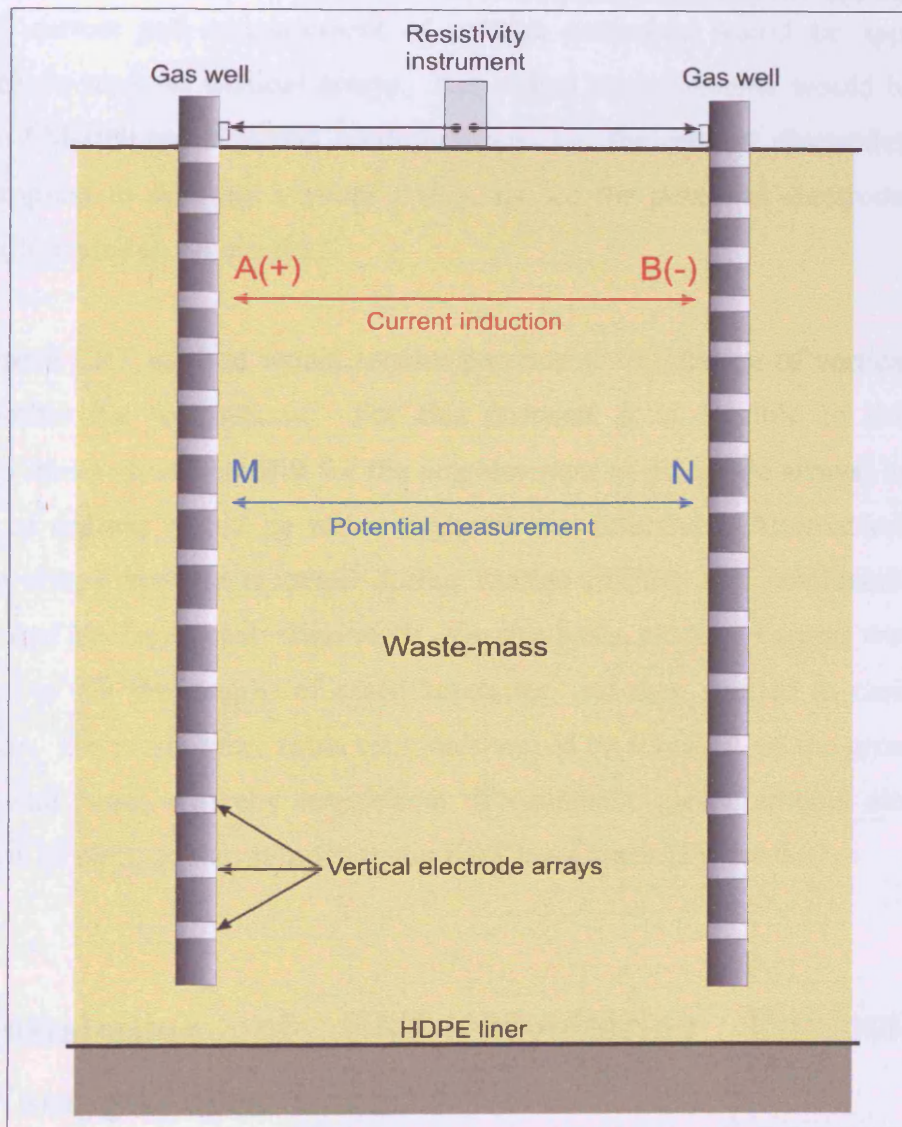 Resistivity
instrument
Gas well
Gas well
A(+)
B(-)
Current induction
M
N
Potential measurement
Waste-mass
Vertical electrode arrays
HDPE liner